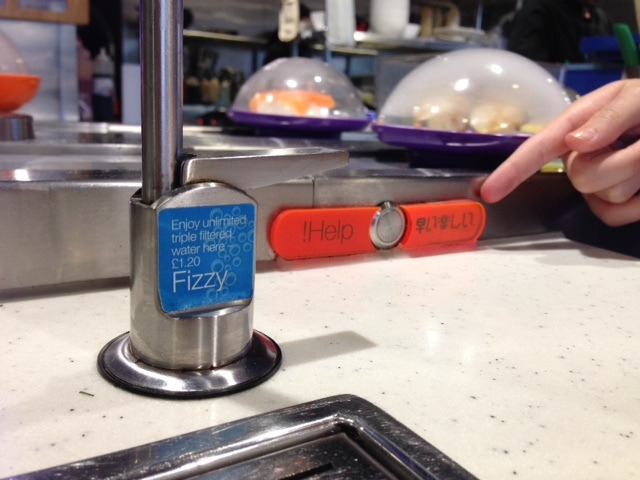 Enjoy unlimited
triple filtered
water here
£1.20
Fizzy
!Help